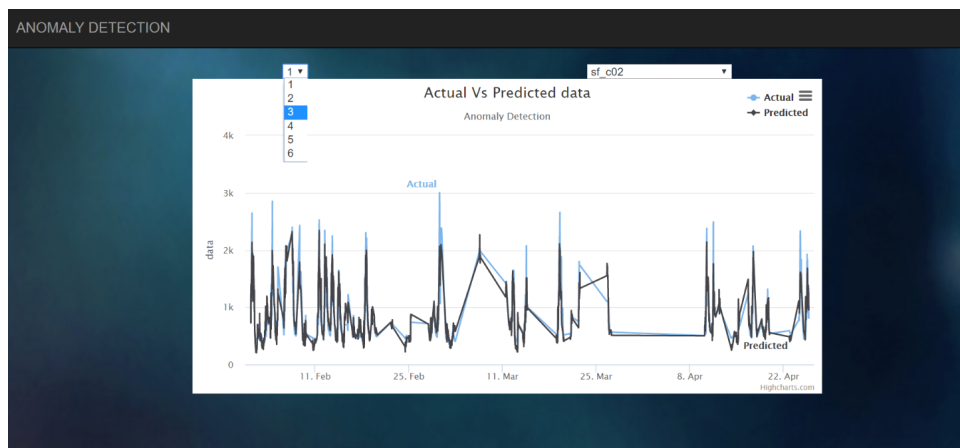 ANOMALY DETECTION
1 sf_c02
1
2
3
4
5
6
Actual Vs Predicted data
Anomaly Detection
Actual
Predicted
4k
3k
2k
1k
0
data
Actual
Predicted
11. Feb 25. Feb 11. Mar 25. Mar 8. Apr 22. Apr
Highcharts.com